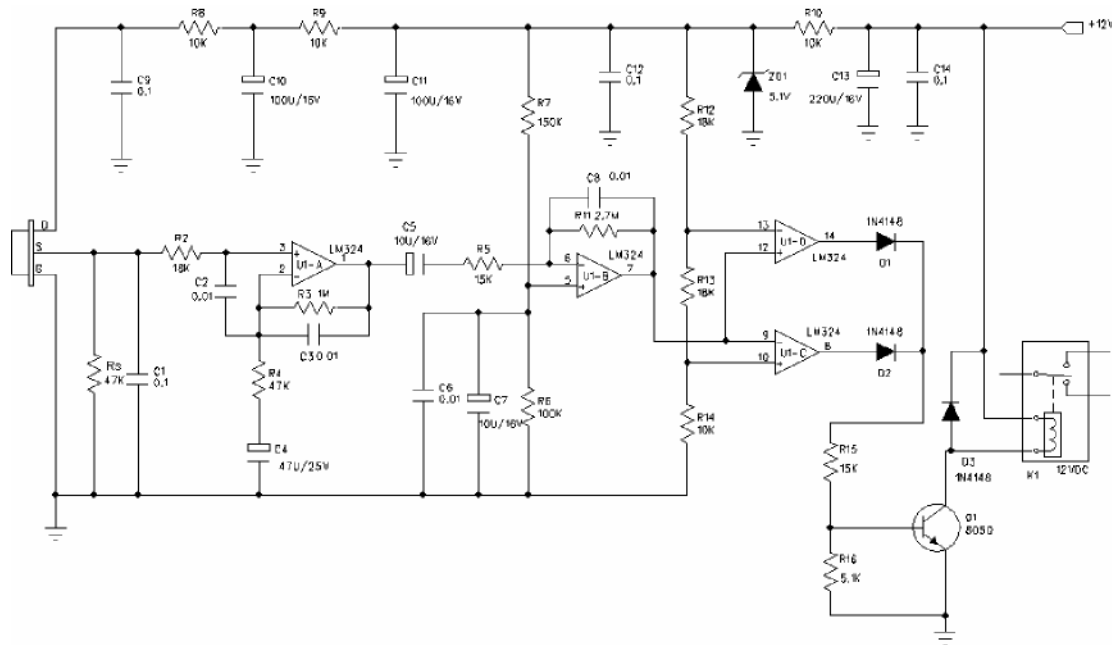 R8
10K
R9
10K
R10
10K
+12V
C9
0.1
C10
100U/16V
C11
100U/16V
C12
0.1
ZD1
5.1V
C13
220U/16V
C14
0.1
R7
150K
R12
18K
D
S
G
R2
18K
C2
0.01
3
+
2
−
U1-A
1
LM324
R3 1M
C3 0.01
C5
10U/16V
R5
15K
C8 0.01
R11 2.7M
LM324
6
−
5
+
U1-B
7
R13
18K
13
−
12
+
U1-D
14
LM324
1N4148
D1
LM324
9
−
10
+
U1-C
8
1N4148
D2
47K
C1
0.1
R4
47K
C4
47U/25V
C6
0.01
C7
10U/16V
R6
100K
R14
10K
R15
15K
R16
5.1K
D3
1N4148
K1
12VDC
Q1